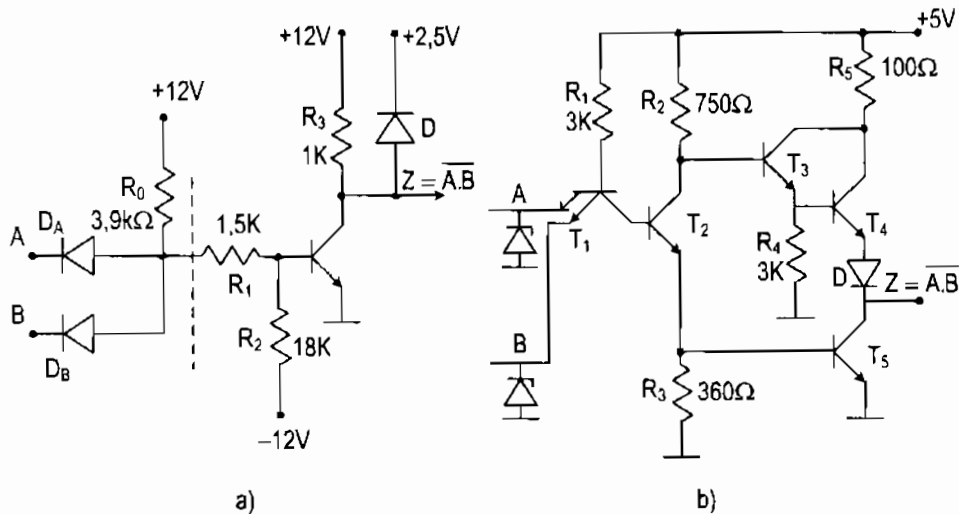 +12V
+2,5V
+12V
R3
1K
D
Z = A.B
R0
3,9kΩ
A
DA
1,5K
R1
B
DB
R2
18K
−12V
a)
+5V
R1
3K
R2
750Ω
R5
100Ω
T3
A
T1
T2
T4
R4
3K
D
Z = A.B
B
R3
360Ω
T5
b)